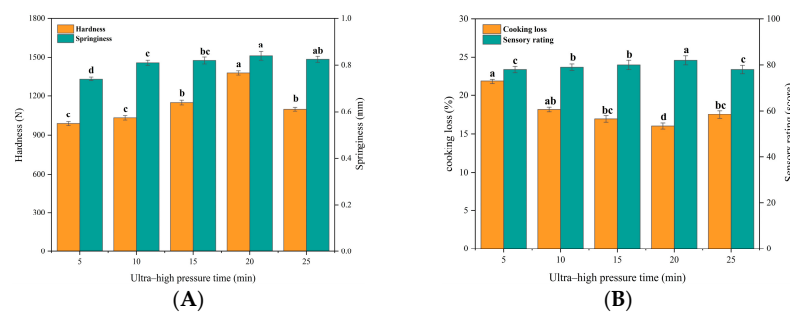 1800
1500
1200
900
600
300
0
Hardness (N)
Hardness
Springiness
c
d
c
c
b
bc
a
a
b
ab
1.0
0.8
0.6
0.4
0.2
0.0
Springiness (mm)
5 10 15 20 25
Ultra–high pressure time (min)
(A)
30
25
20
15
10
5
0
cooking loss (%)
Cooking loss
Sensory rating
a
c
ab
b
bc
b
d
a
bc
c
100
80
60
40
20
0
Sensory rating (score)
5 10 15 20 25
Ultra–high pressure time (min)
(B)